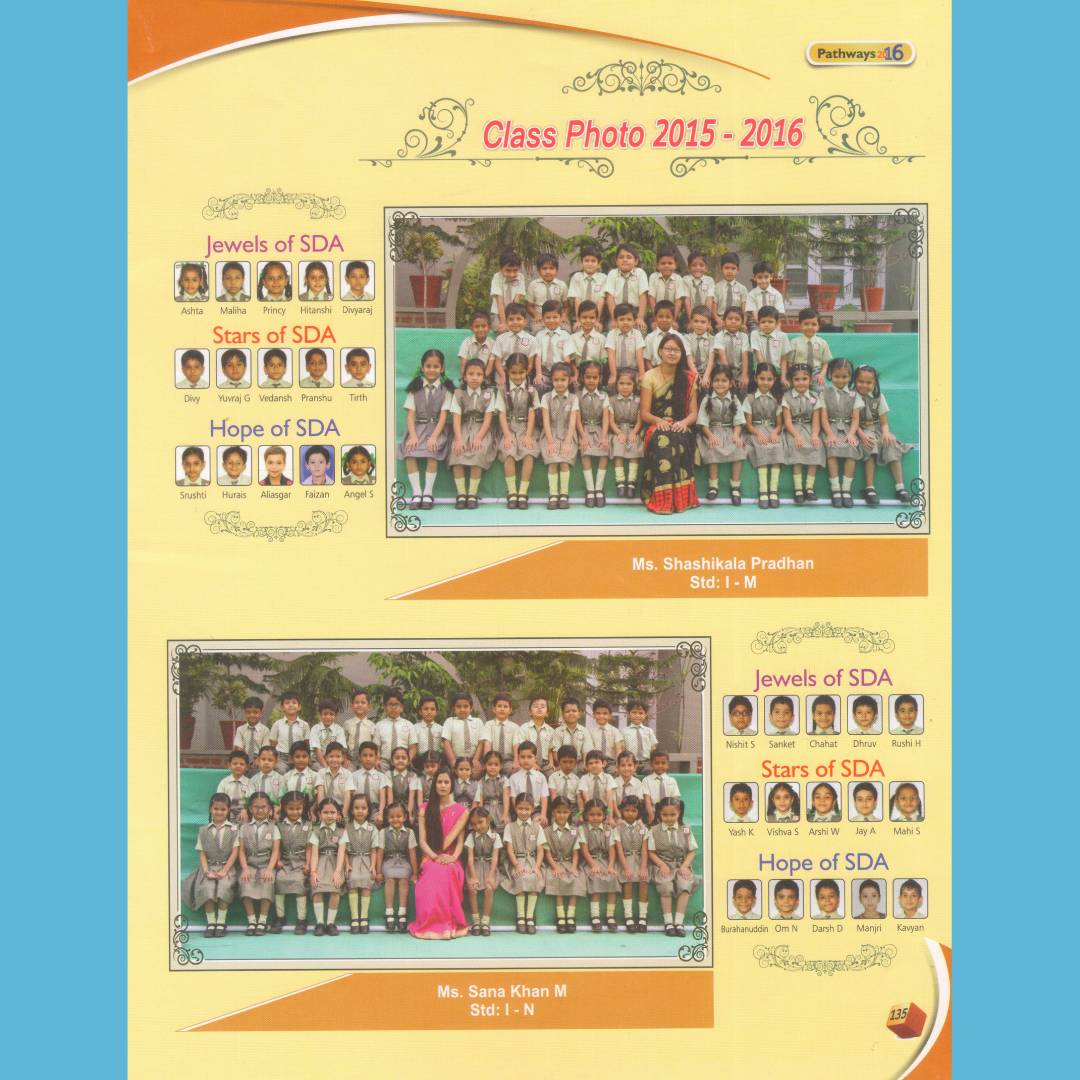 Pathways 2016
Class Photo 2015 - 2016
Jewels of SDA
Ashta Maliha Princy Hitanshi Divyaraj
Stars of SDA
Divy Yuvraj G Vedansh Pranshu Tirth
Hope of SDA
Srushti Hurais Aliasgar Faizan Angel S
Ms. Shashikala Pradhan
Std: I - M
Jewels of SDA
Nishit S Sanket Chahat Dhruv Rushi H
Stars of SDA
Yash K Vishva S Arshi W Jay A Mahi S
Hope of SDA
Burahanuddin Om N Darsh D Manjri Kavyan
Ms. Sana Khan M
Std: I - N
135